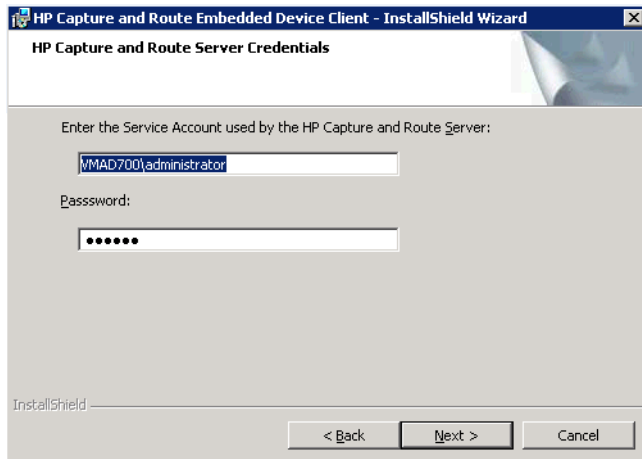 HP Capture and Route Embedded Device Client - InstallShield Wizard
HP Capture and Route Server Credentials
Enter the Service Account used by the HP Capture and Route Server:
VMAD700\administrator
Passsword:
••••••
InstallShield
< Back Next > Cancel